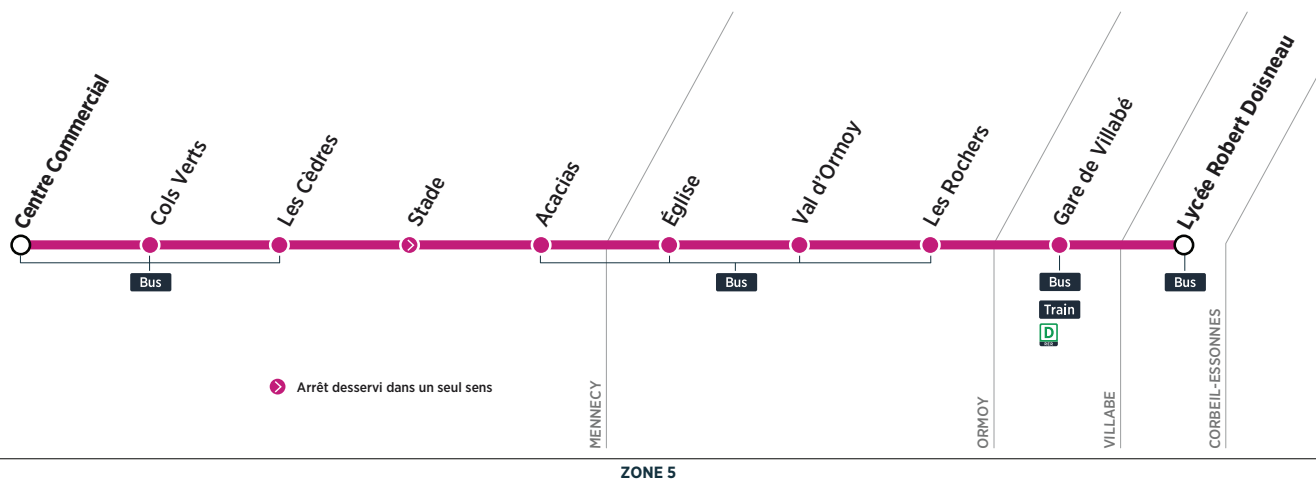 Centre Commercial
Cols Verts
Les Cèdres
Stade
Acacias
Église
Val d'Ormoy
Les Rochers
Gare de Villabé
Lycée Robert Doisneau
Bus
Bus
Bus
Train
D
RER
Bus
Arrêt desservi dans un seul sens
MENNECY
ORMOY
VILLABE
CORBEIL-ESSONNES
ZONE 5